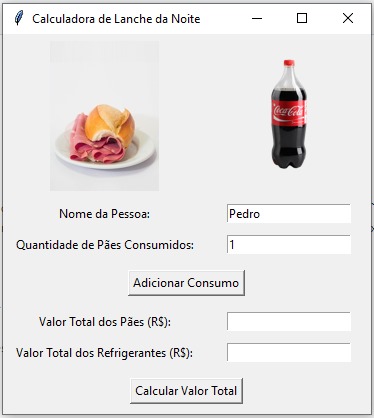 Calculadora de Lanche da Noite
Coca-Cola
Nome da Pessoa: Pedro
Quantidade de Pães Consumidos: 1
Adicionar Consumo
Valor Total dos Pães (R$):
Valor Total dos Refrigerantes (R$):
Calcular Valor Total